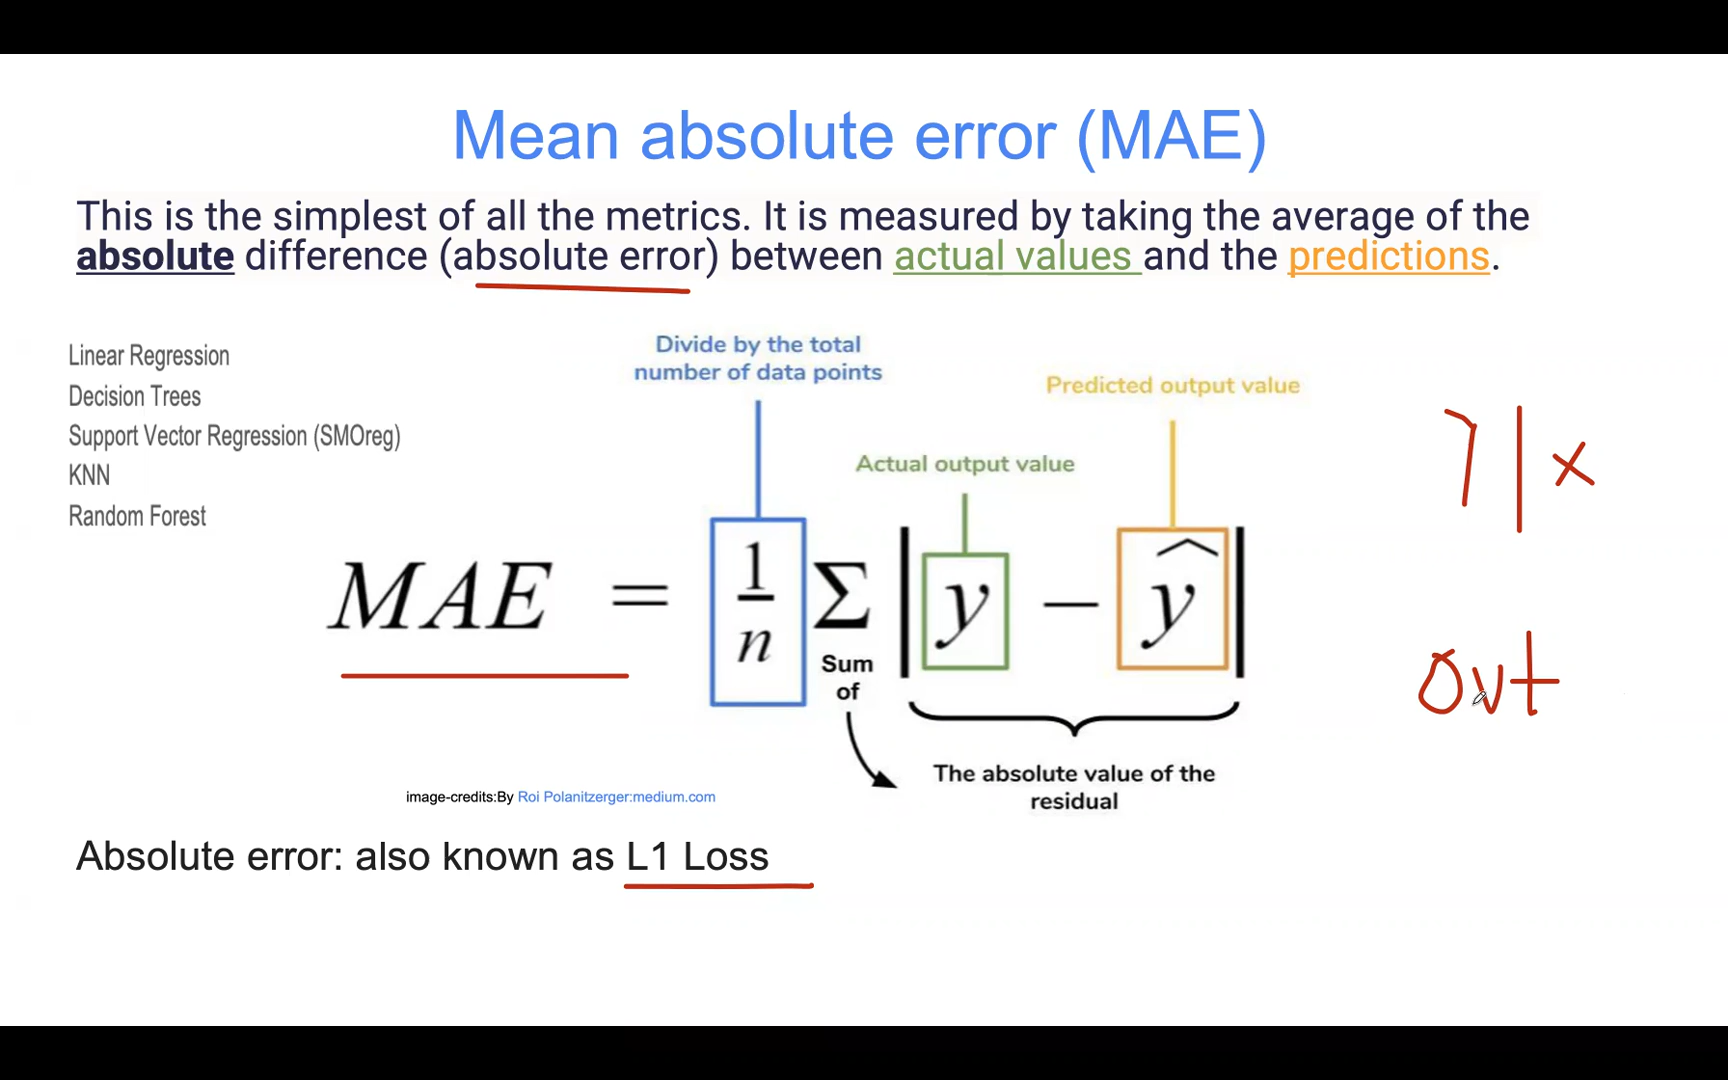 Mean absolute error (MAE)
This is the simplest of all the metrics. It is measured by taking the average of the
absolute difference (absolute error) between actual values and the predictions.
Linear Regression
Decision Trees
Support Vector Regression (SMOreg)
KNN
Random Forest
Divide by the total
number of data points
Predicted output value
Actual output value
7 | x
MAE = 1/n Σ |y − ŷ|
Sum
of
out
The absolute value of the
residual
image-credits:By Roi Polanitzerger:medium.com
Absolute error: also known as L1 Loss